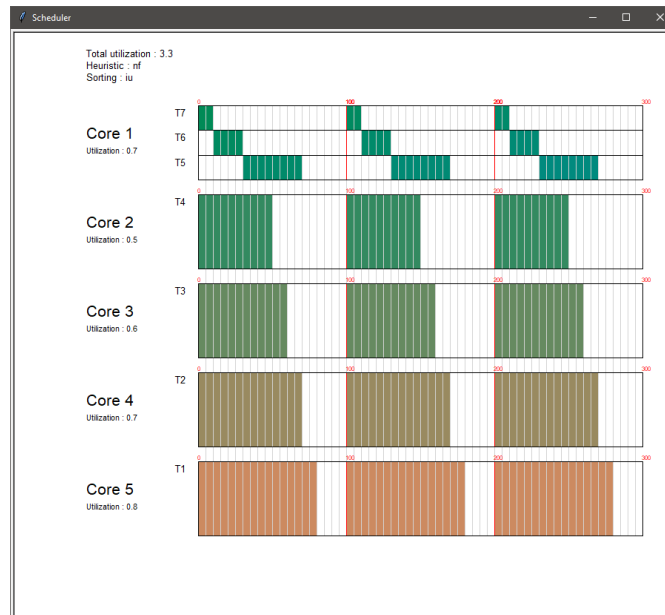 Scheduler
Total utilization : 3.3
Heuristic : nf
Sorting : iu
0 100 200 300
T7
Core 1
T6
Utilization : 0.7
T5
0 100 200 300
T4
Core 2
Utilization : 0.5
0 100 200 300
T3
Core 3
Utilization : 0.6
0 100 200 300
T2
Core 4
Utilization : 0.7
0 100 200 300
T1
Core 5
Utilization : 0.8